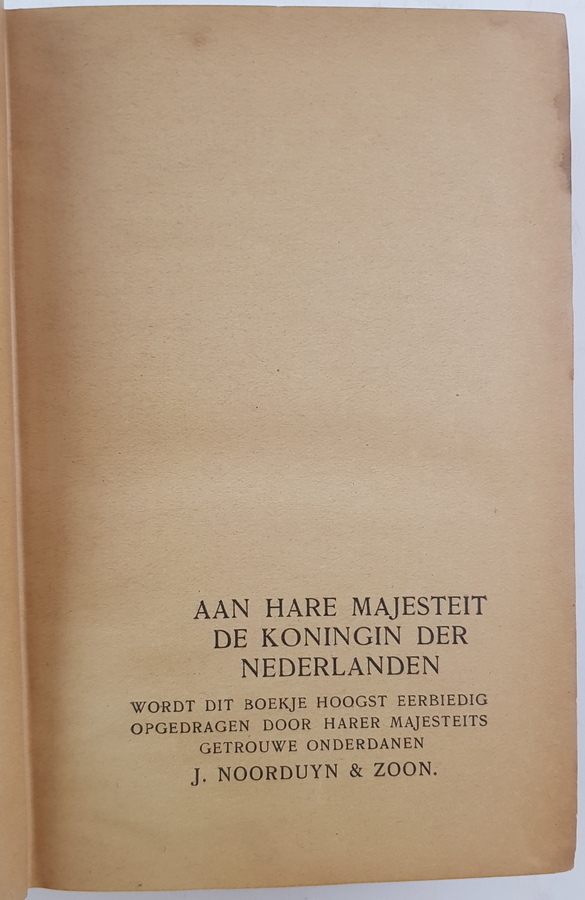 AAN HARE MAJESTEIT
DE KONINGIN DER
NEDERLANDEN
WORDT DIT BOEKJE HOOGST EERBIEDIG
OPGEDRAGEN DOOR HARER MAJESTEITS
GETROUWE ONDERDANEN
J. NOORDUYN & ZOON.